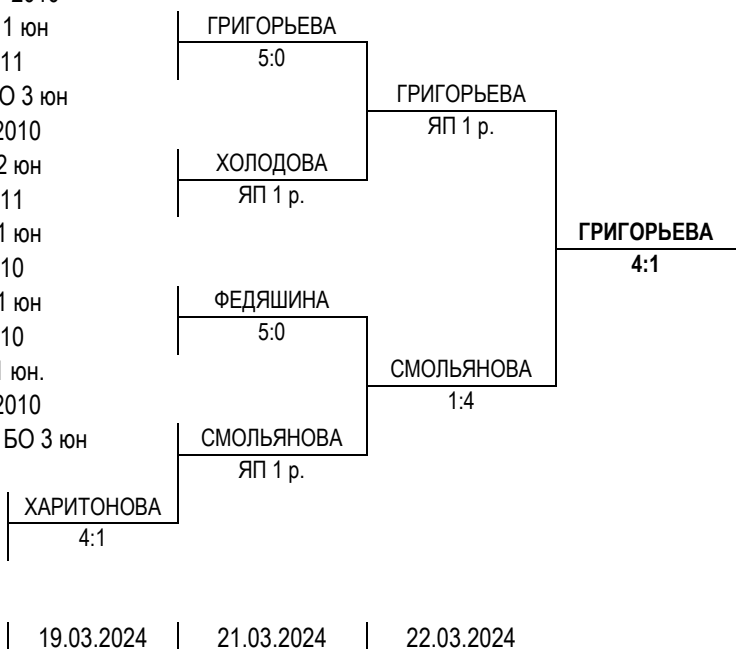 1 юн
ГРИГОРЬЕВА
11
5:0
О 3 юн
ГРИГОРЬЕВА
2010
ЯП 1 р.
2 юн
ХОЛОДОВА
11
ЯП 1 р.
1 юн
ГРИГОРЬЕВА
10
4:1
1 юн
ФЕДЯШИНА
10
5:0
юн.
СМОЛЬЯНОВА
2010
1:4
БО 3 юн
СМОЛЬЯНОВА
ЯП 1 р.
ХАРИТОНОВА
4:1
19.03.2024 21.03.2024 22.03.2024